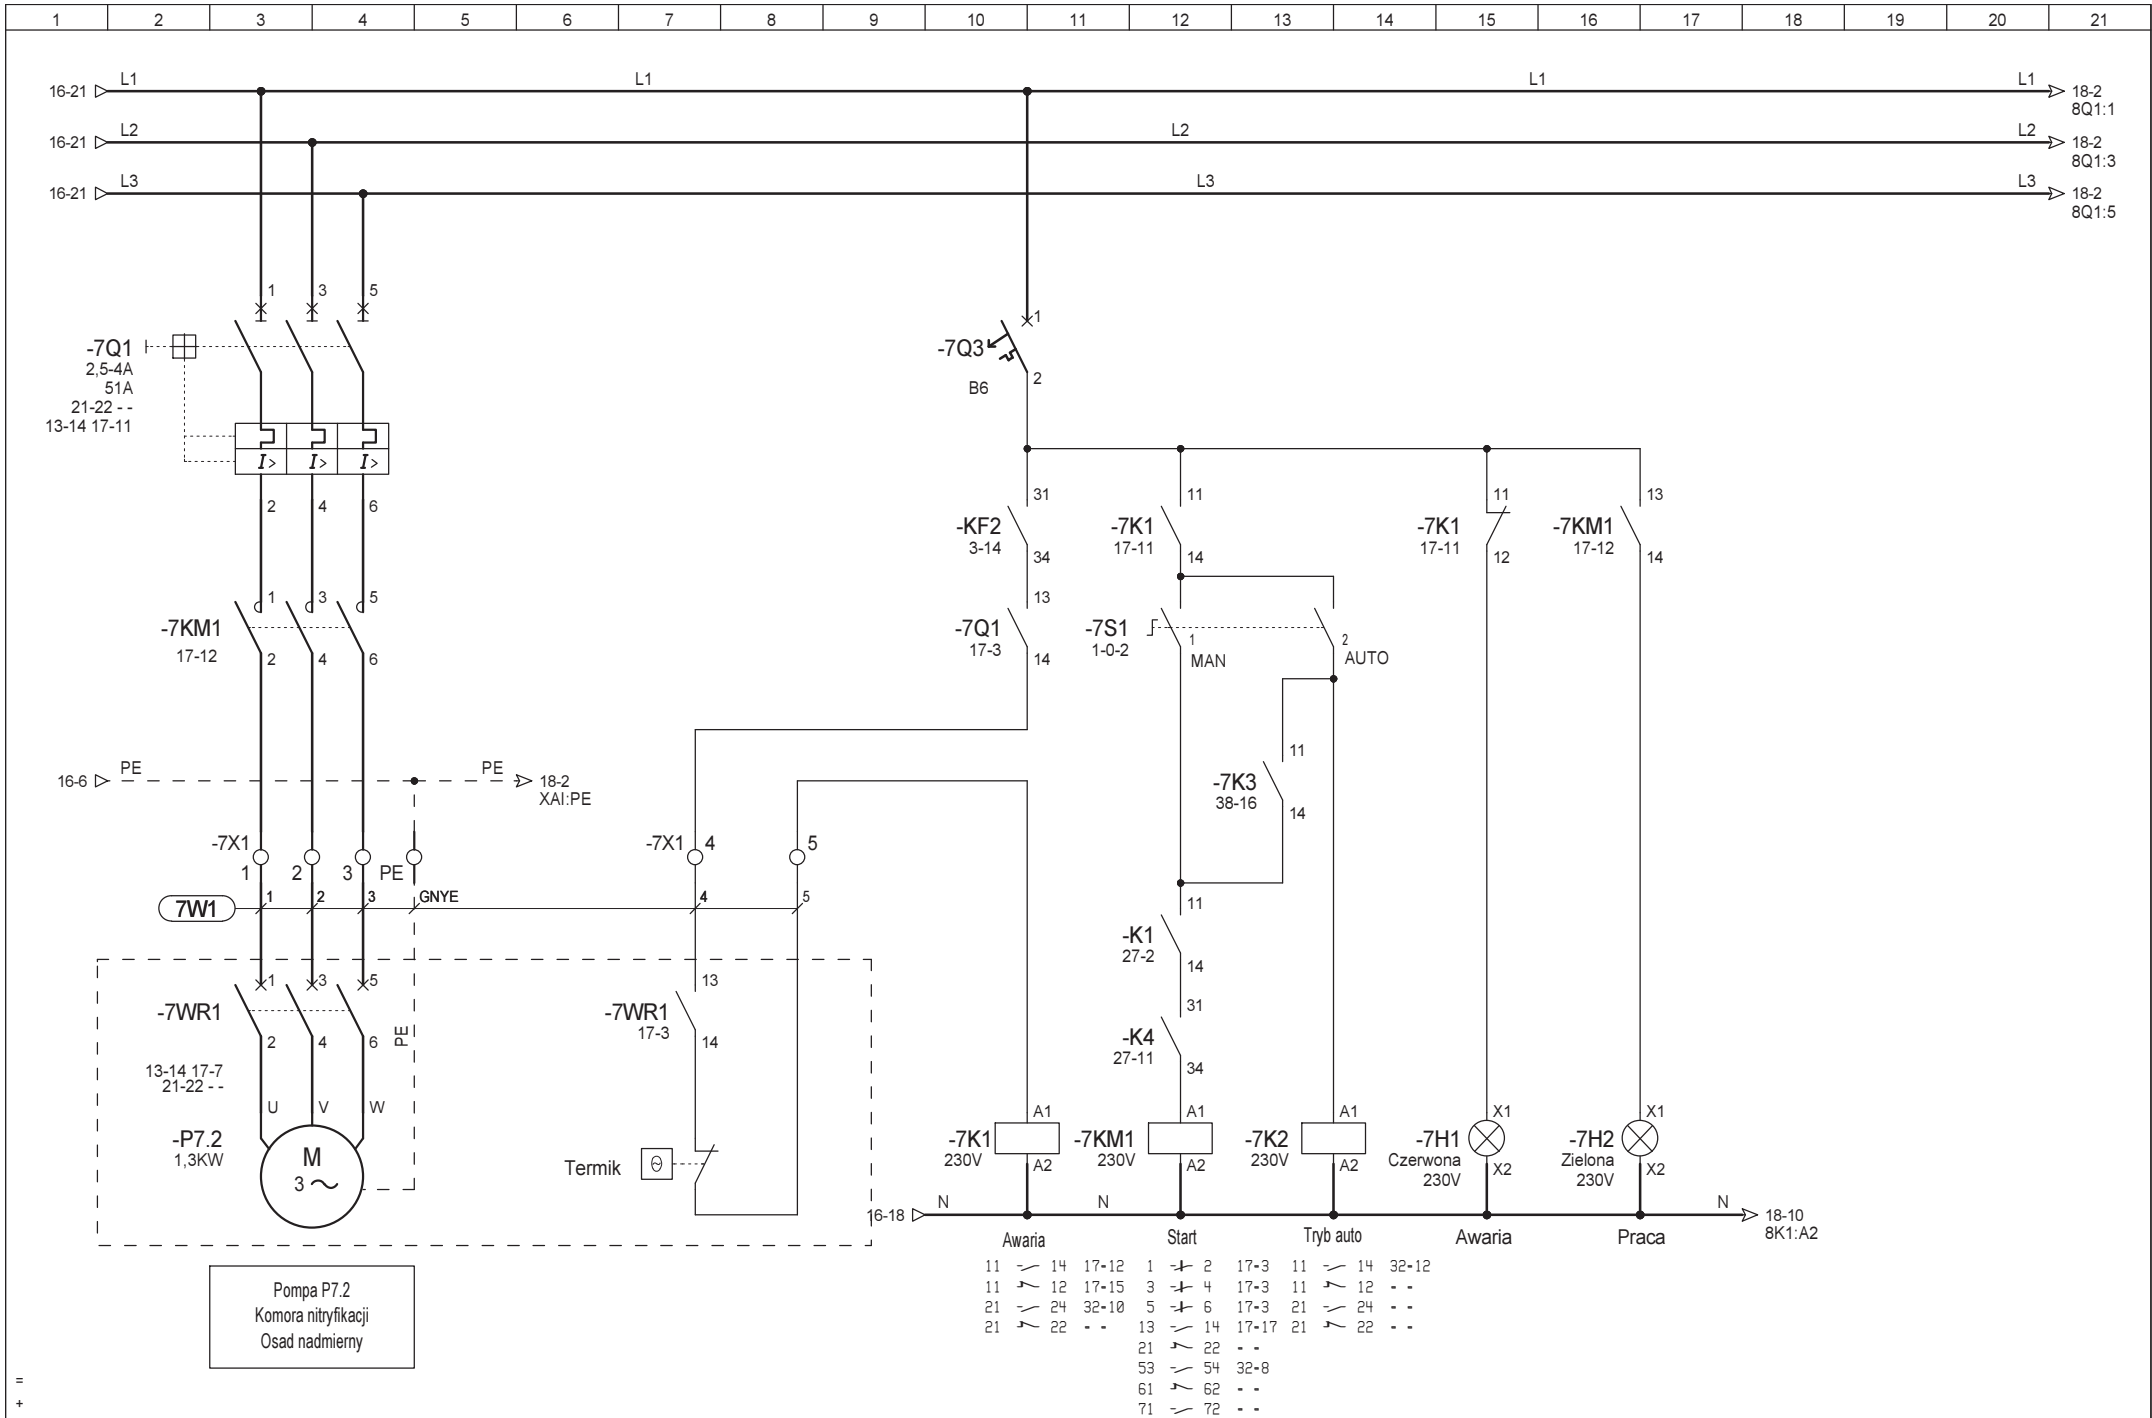 1 2 3 4 5 6 7 8 9 10 11 12 13 14 15 16 17 18 19 20 21
16-21 L1 L1 L1 L1 18-2
8Q1:1
16-21 L2 L2 L2 18-2
8Q1:3
16-21 L3 L3 L3 18-2
8Q1:5
1 3 5
-7Q1
2,5-4A
51A
21-22 - -
13-14 17-11
I> I> I>
2 4 6
1
-7Q3
B6
2
31
-KF2
3-14
34
11
-7K1
17-11
14
11
-7K1
17-11
12
13
-7KM1
17-12
14
1 3 5
-7KM1
17-12
2 4 6
13
-7Q1
17-3
14
-7S1
1-0-2
1
MAN
2
AUTO
11
-7K3
38-16
14
16-6 PE PE 18-2
XAI:PE
-7X1
1 2 3 PE
-7X1 4 5
7W1 1 2 3 GNYE 4 5
11
-K1
27-2
14
31
-K4
27-11
34
1 3 5
-7WR1
2 4 6 PE
13-14 17-7
21-22 - -
U V W
-P7.2
1,3KW
M
3
13
-7WR1
17-3
14
Termik
A1
-7K1
230V
A2
A1
-7KM1
230V
A2
A1
-7K2
230V
A2
X1
-7H1
Czerwona
230V
X2
X1
-7H2
Zielona
230V
X2
16-18 N N N 18-10
8K1:A2
Awaria Start Tryb auto Awaria Praca
11 14 17-12 1 2 17-3 11 14 32-12
11 12 17-15 3 4 17-3 11 12 - -
21 24 32-10 5 6 17-3 21 24 - -
21 22 - - 13 14 17-17 21 22 - -
21 22 - -
53 54 32-8
61 62 - -
71 72 - -
Pompa P7.2
Komora nitryfikacji
Osad nadmierny
=
+